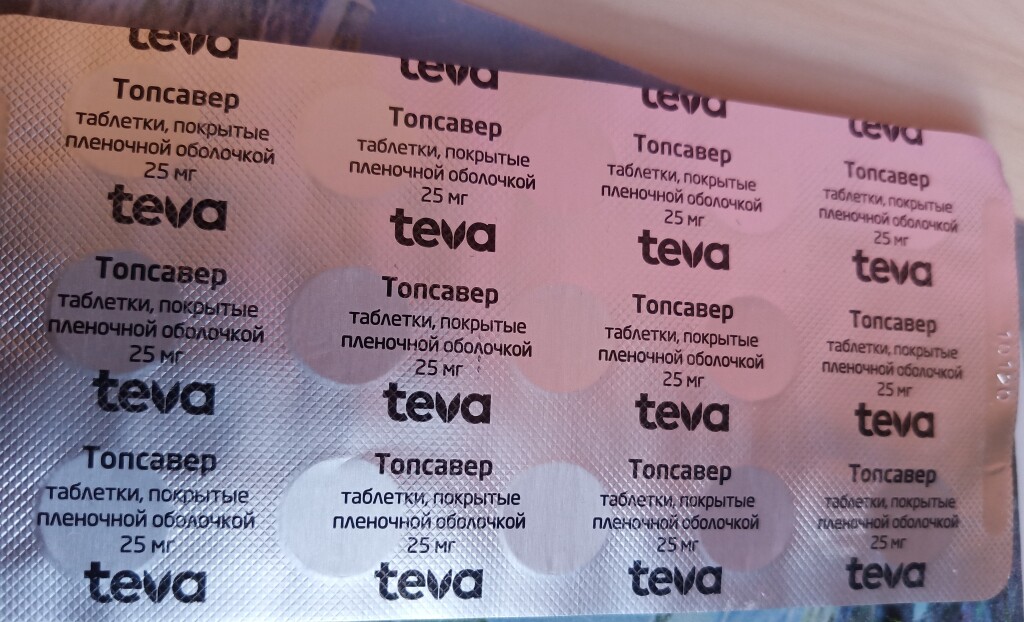 teva teva teva teva
Топсавер Топсавер Топсавер Топсавер
таблетки, покрытые таблетки, покрытые таблетки, покрытые таблетки, покрытые
пленочной оболочкой пленочной оболочкой пленочной оболочкой пленочной оболочкой
25 мг 25 мг 25 мг 25 мг
teva teva teva teva
Топсавер Топсавер Топсавер Топсавер
таблетки, покрытые таблетки, покрытые таблетки, покрытые таблетки, покрытые
пленочной оболочкой пленочной оболочкой пленочной оболочкой пленочной оболочкой
25 мг 25 мг 25 мг 25 мг
teva teva teva teva
Топсавер Топсавер Топсавер Топсавер
таблетки, покрытые таблетки, покрытые таблетки, покрытые таблетки, покрытые
пленочной оболочкой пленочной оболочкой пленочной оболочкой пленочной оболочкой
25 мг 25 мг 25 мг 25 мг
teva teva teva teva